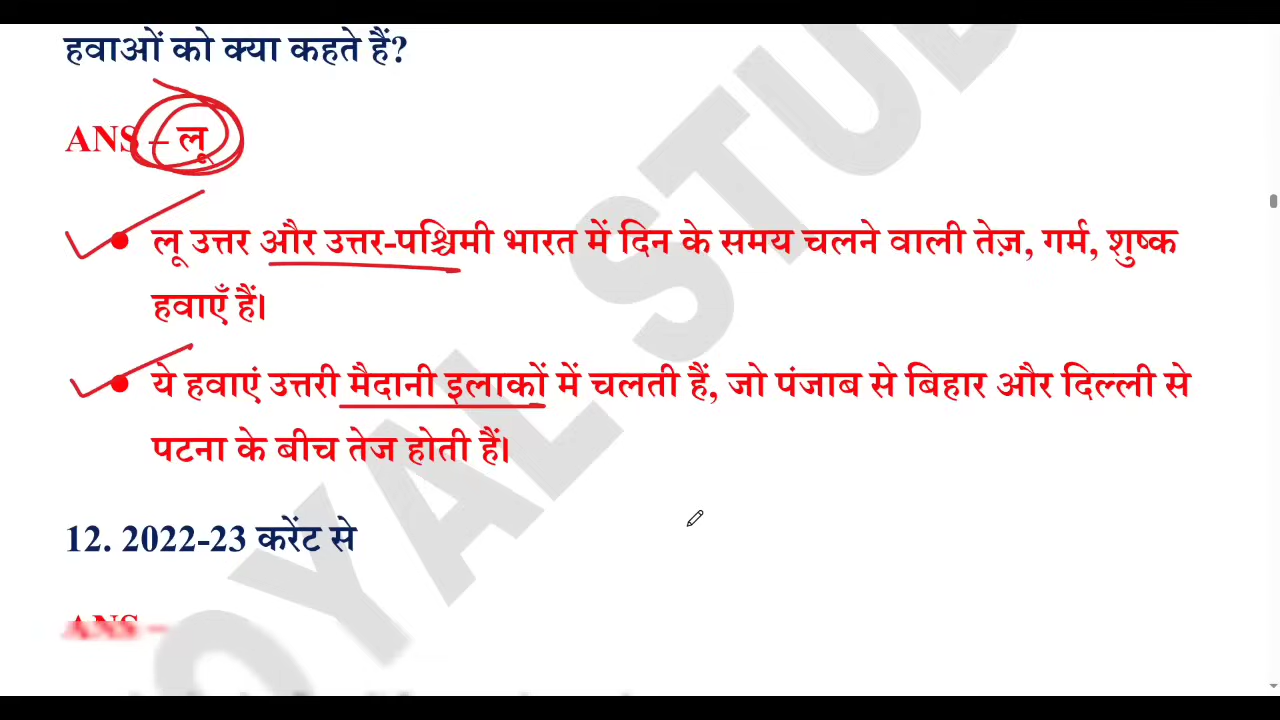 हवाओं को क्या कहते हैं?
ANS – लू
• लू उत्तर और उत्तर-पश्चिमी भारत में दिन के समय चलने वाली तेज़, गर्म, शुष्क
हवाएँ हैं।
• ये हवाएं उत्तरी मैदानी इलाकों में चलती हैं, जो पंजाब से बिहार और दिल्ली से
पटना के बीच तेज होती हैं।
12. 2022-23 करेंट से
ANS –